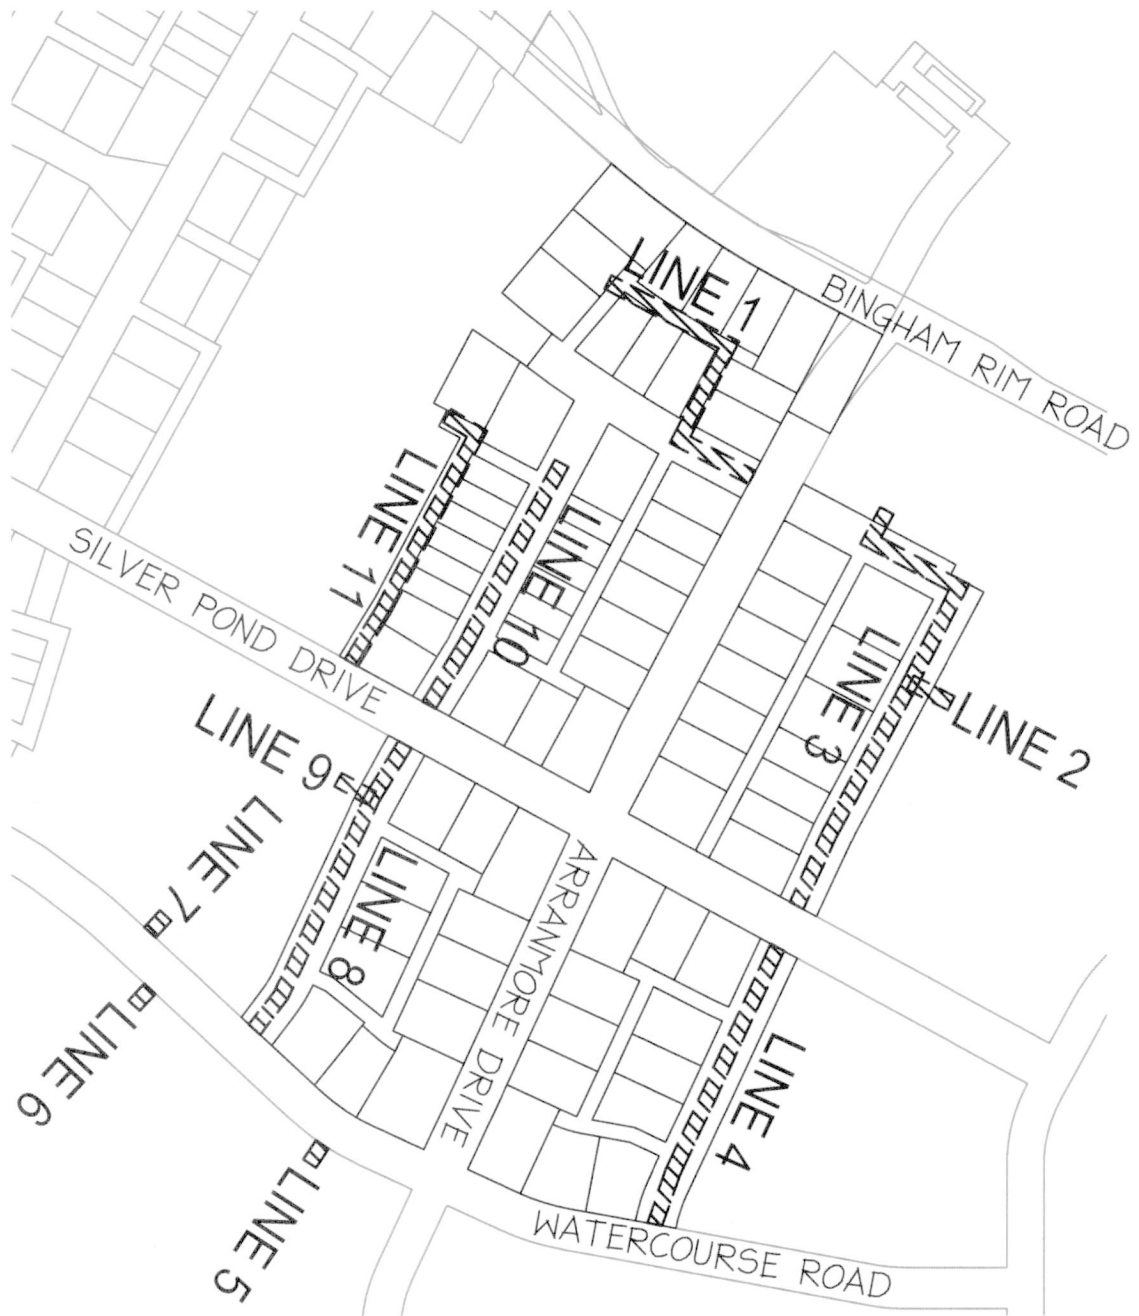 LINE 1
BINGHAM RIM ROAD
LINE 11
LINE 10
SILVER POND DRIVE
LINE 3
LINE 2
LINE 9
LINE 7
LINE 8
ARRANMORE DRIVE
LINE 6
LINE 4
LINE 5
WATERCOURSE ROAD